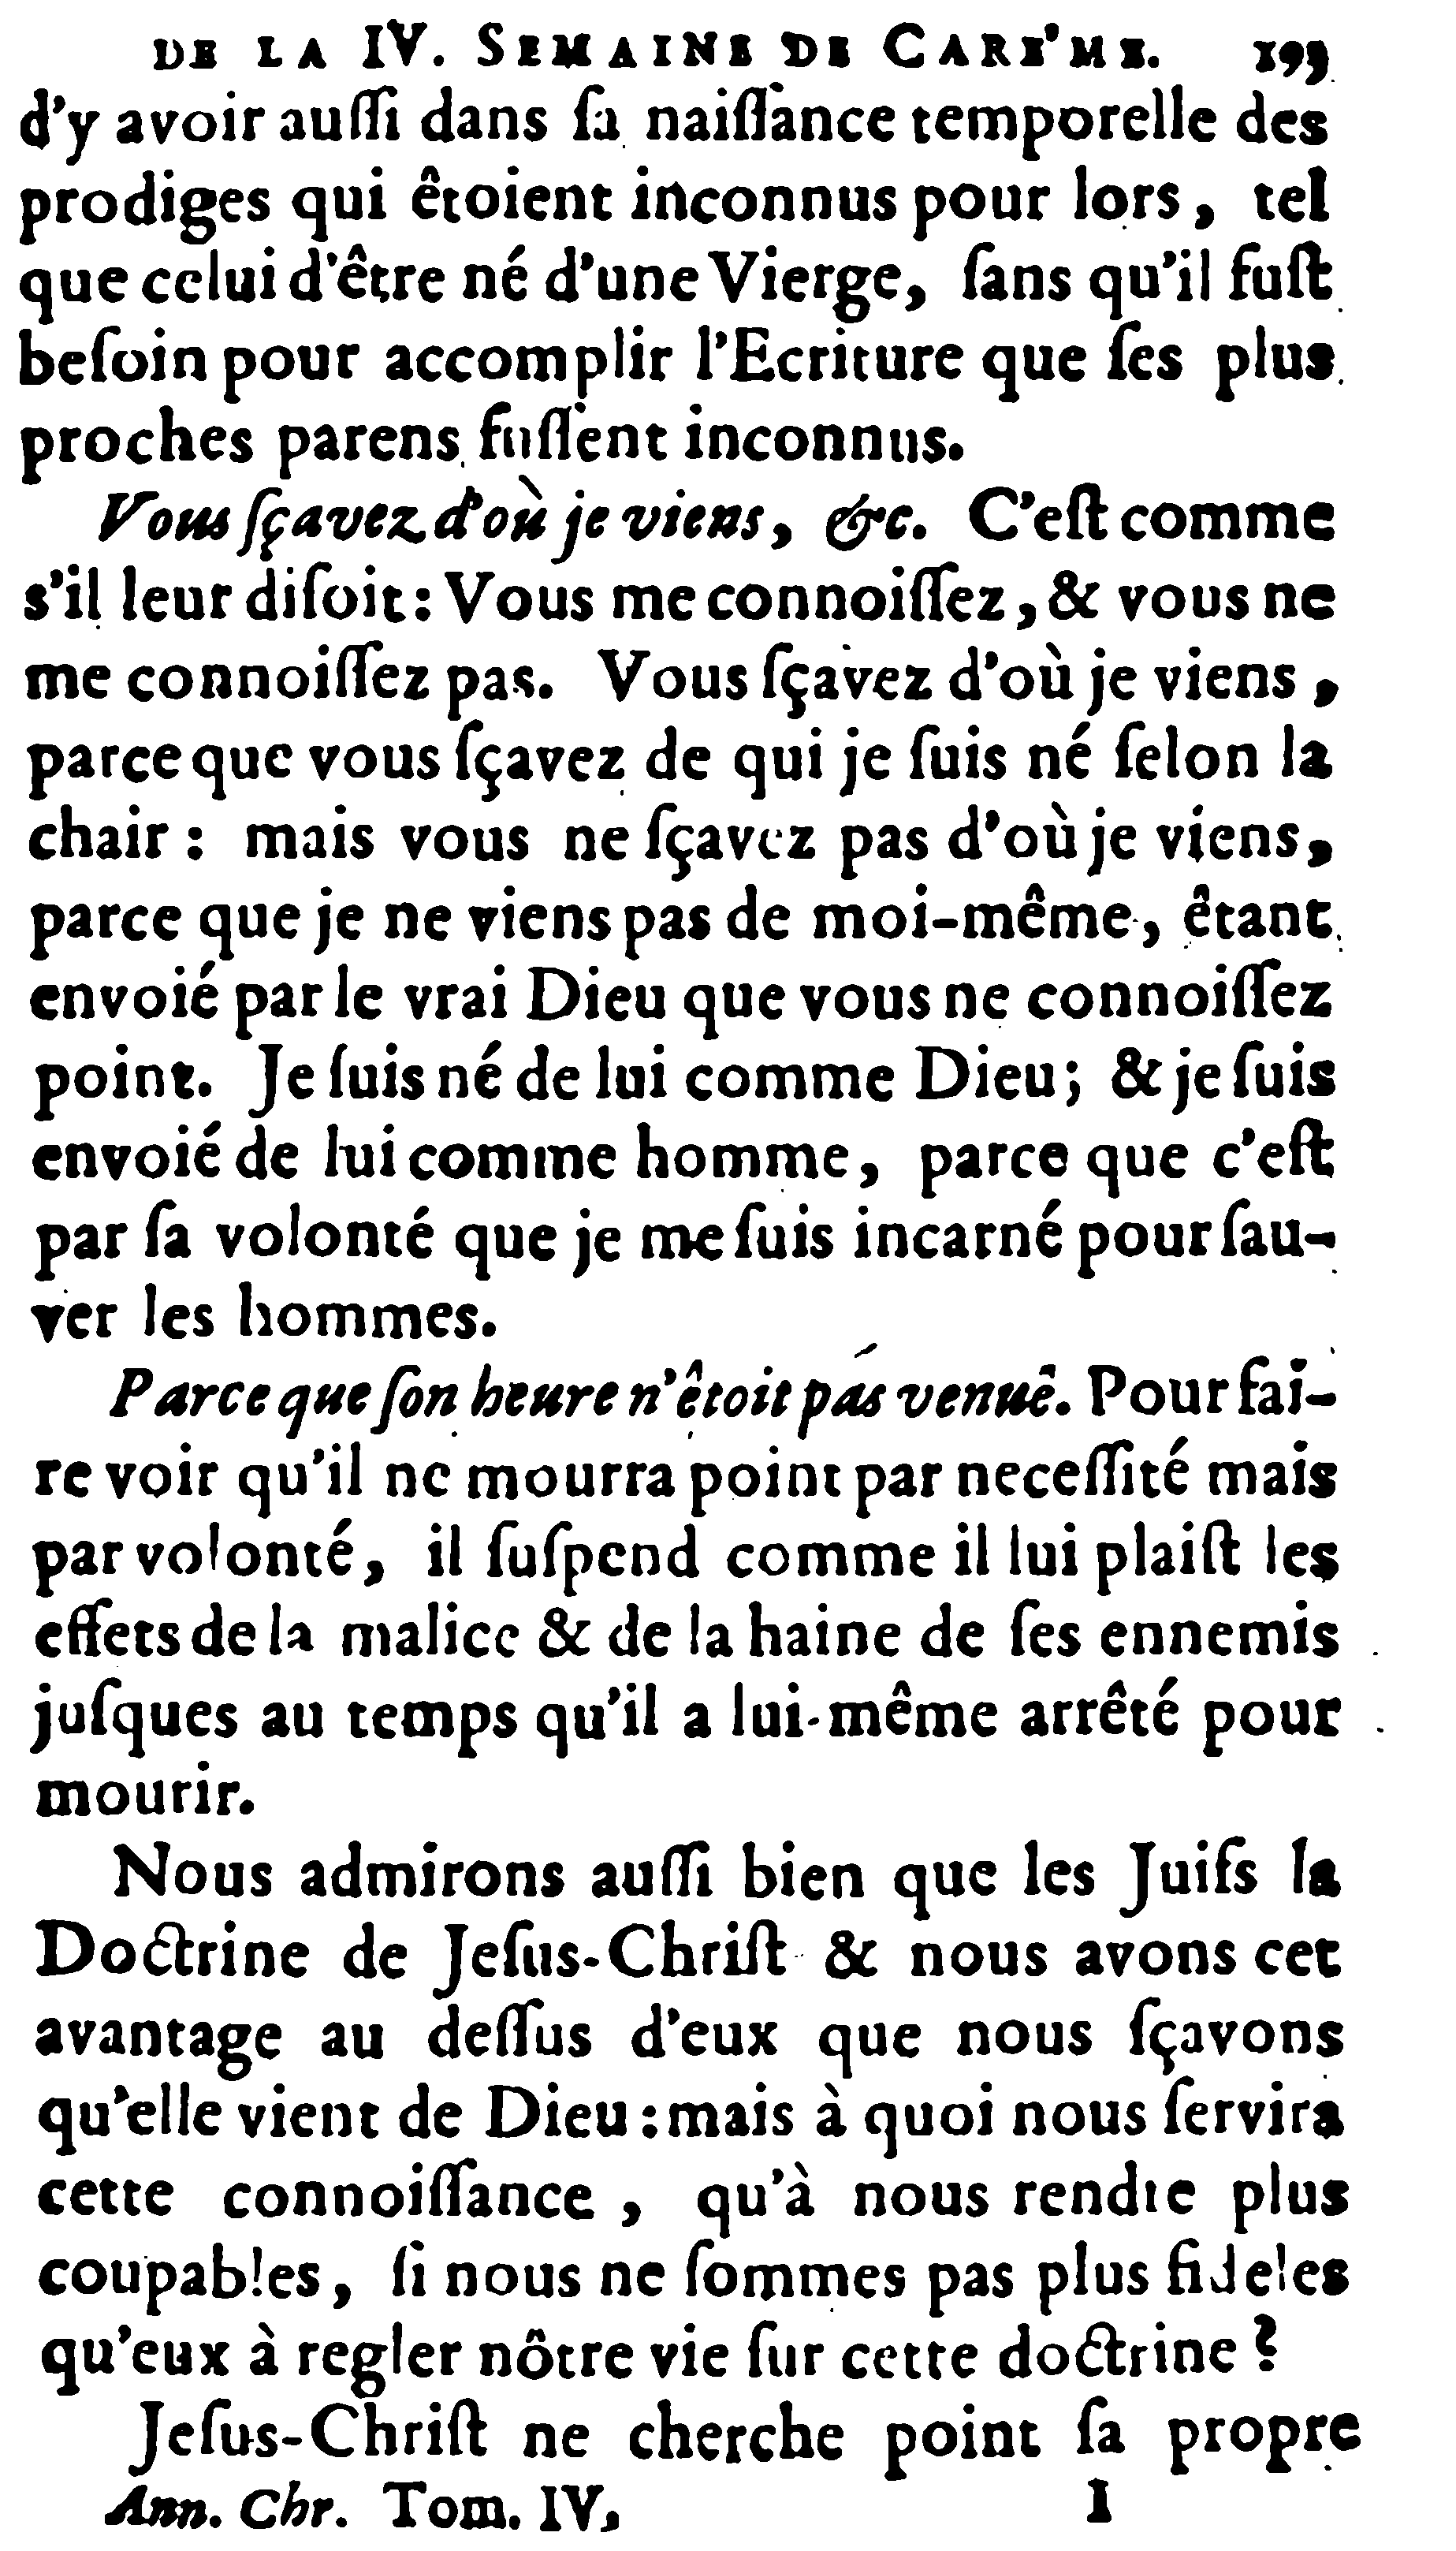 DE LA IV. SEMAINE DE CARE'ME. 193
d'y avoir auſſi dans ſa naiſſance temporelle des
prodiges qui êtoient inconnus pour lors, tel
que celui d'être né d'une Vierge, ſans qu'il fuſt
beſoin pour accomplir l'Ecriture que ſes plus
proches parens fuſſent inconnus.
Vous ſçavez d'où je viens, &c. C'eſt comme
s'il leur diſoit: Vous me connoiſſez, & vous ne
me connoiſſez pas. Vous ſçavez d'où je viens,
parce que vous ſçavez de qui je ſuis né ſelon la
chair: mais vous ne ſçavez pas d'où je viens,
parce que je ne viens pas de moi-même, êtant
envoié par le vrai Dieu que vous ne connoiſſez
point. Je ſuis né de lui comme Dieu; & je ſuis
envoié de lui comme homme, parce que c'eſt
par ſa volonté que je me ſuis incarné pour ſau-
ver les hommes.
Parce que ſon heure n'êtoit pas venuê. Pour fai-
re voir qu'il ne mourra point par neceſſité mais
par volonté, il ſuſpend comme il lui plaiſt les
effets de la malice & de la haine de ſes ennemis
juſques au temps qu'il a lui-même arrêté pour
mourir.
Nous admirons auſſi bien que les Juifs la
Doctrine de Jeſus-Chriſt & nous avons cet
avantage au deſſus d'eux que nous ſçavons
qu'elle vient de Dieu: mais à quoi nous ſervira
cette connoiſſance, qu'à nous rendre plus
coupables, ſi nous ne ſommes pas plus fideles
qu'eux à regler nôtre vie ſur cette doctrine?
Jeſus-Chriſt ne cherche point ſa propre
Ann. Chr. Tom. IV, I